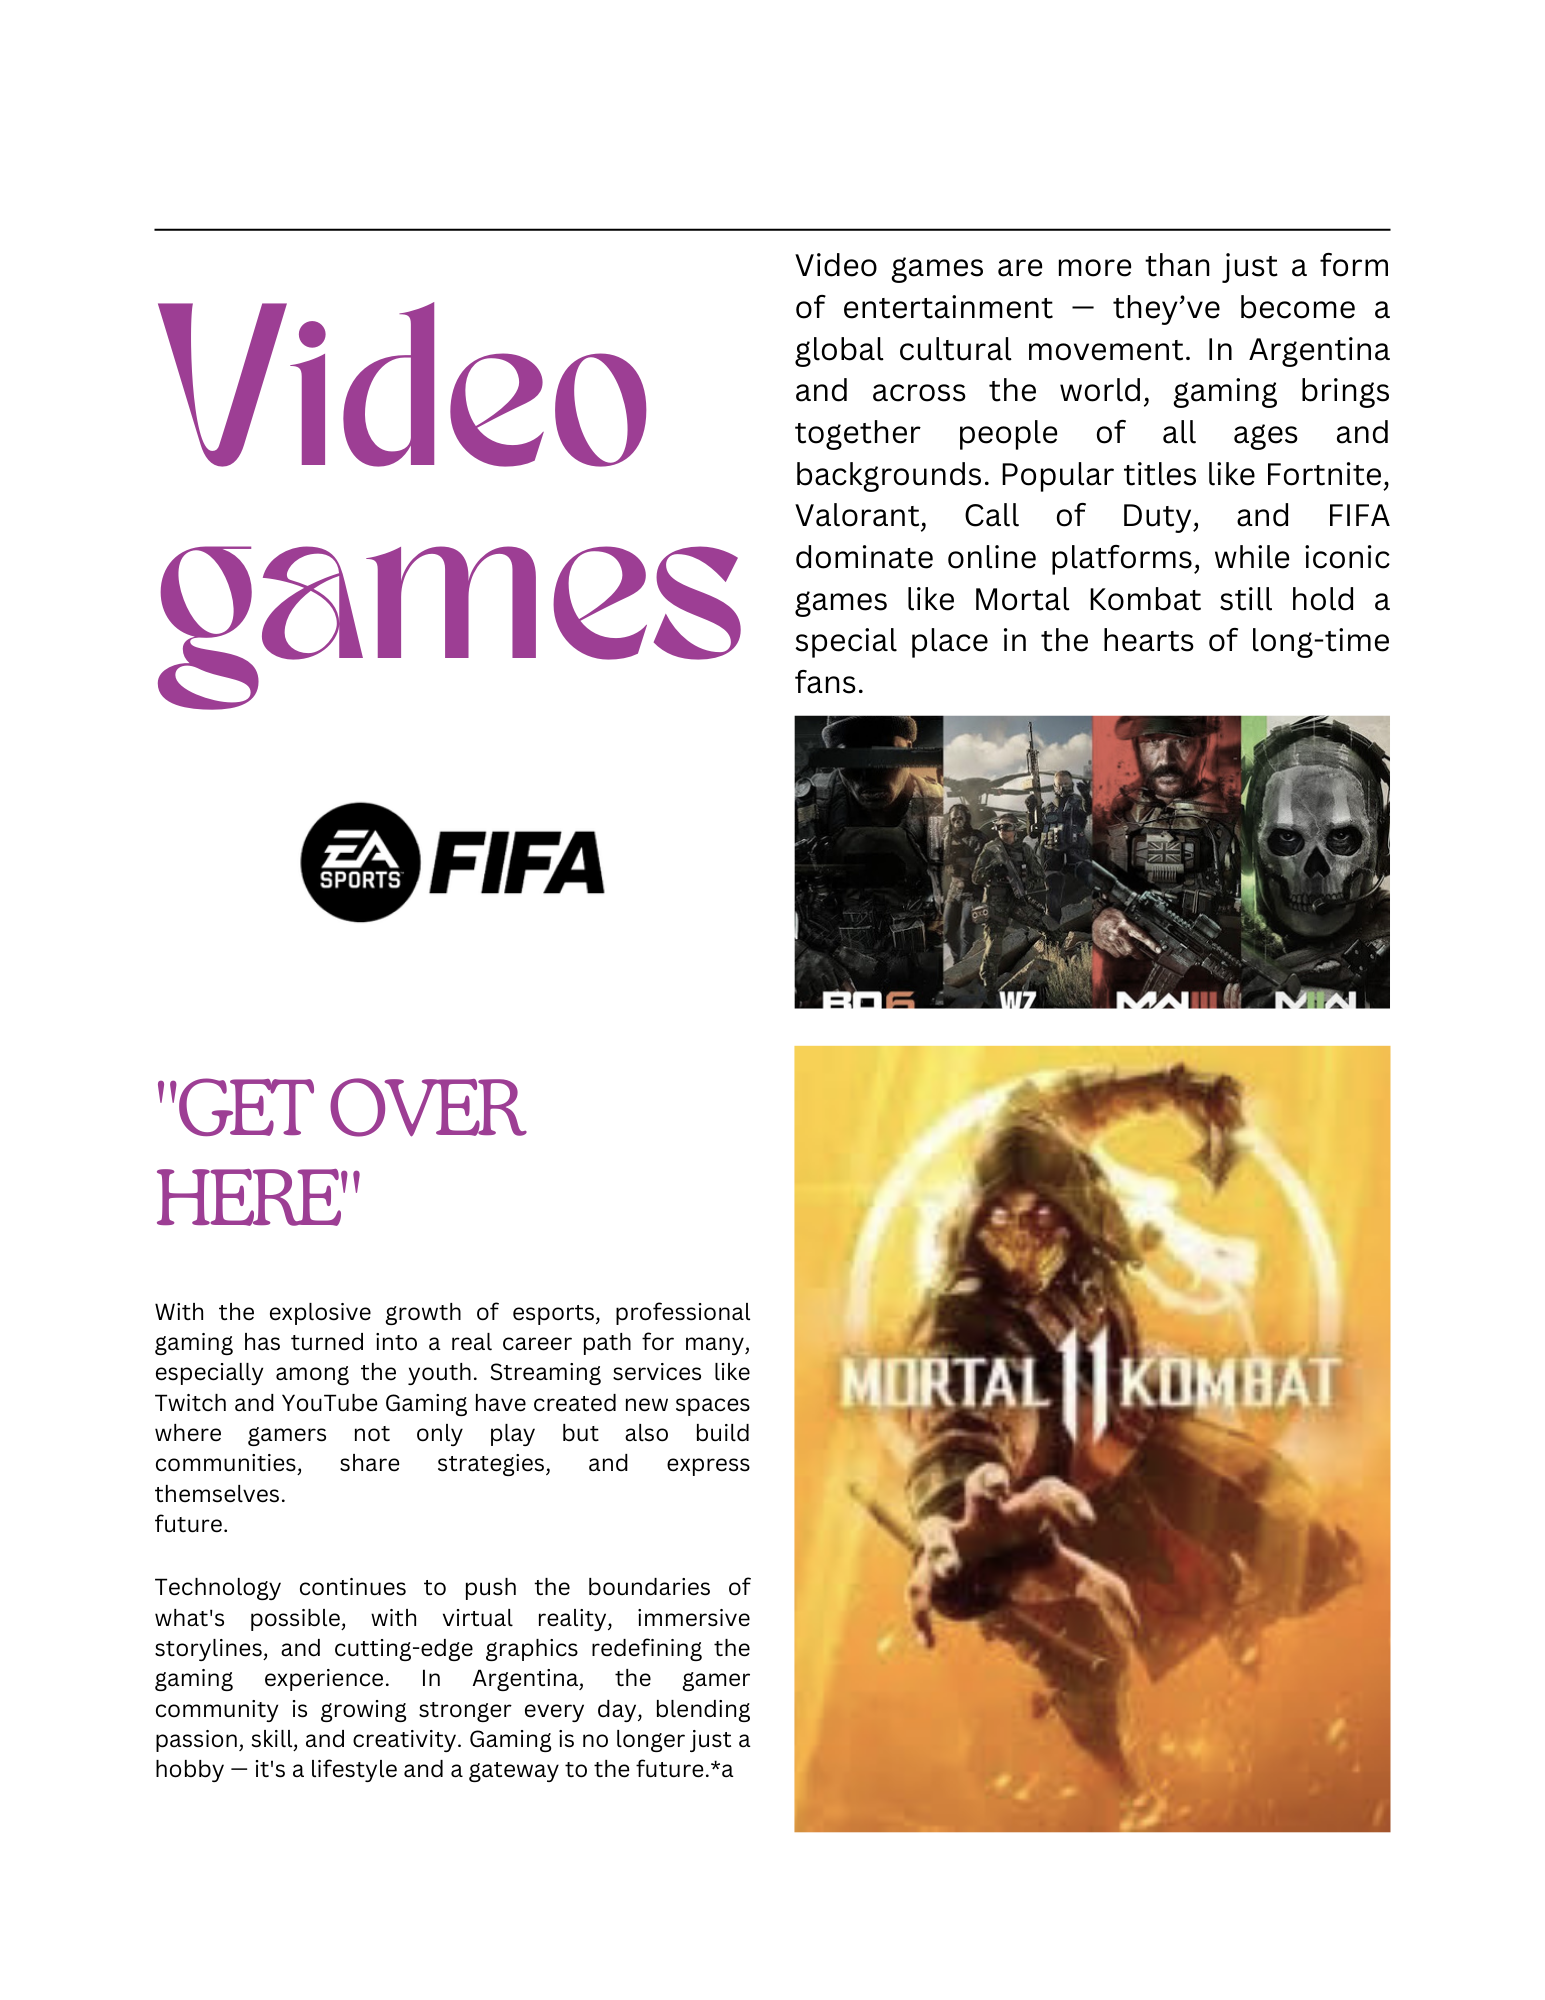 Video
games
Video games are more than just a form
of entertainment — they’ve become a
global cultural movement. In Argentina
and across the world, gaming brings
together people of all ages and
backgrounds. Popular titles like Fortnite,
Valorant, Call of Duty, and FIFA
dominate online platforms, while iconic
games like Mortal Kombat still hold a
special place in the hearts of long-time
fans.
EA
SPORTS
FIFA
BO6
WZ
MWIII
MWII
"GET OVER
HERE"
With the explosive growth of esports, professional
gaming has turned into a real career path for many,
especially among the youth. Streaming services like
Twitch and YouTube Gaming have created new spaces
where gamers not only play but also build
communities, share strategies, and express
themselves.
future.
Technology continues to push the boundaries of
what's possible, with virtual reality, immersive
storylines, and cutting-edge graphics redefining the
gaming experience. In Argentina, the gamer
community is growing stronger every day, blending
passion, skill, and creativity. Gaming is no longer just a
hobby — it's a lifestyle and a gateway to the future.*a
MORTAL 11 KOMBAT